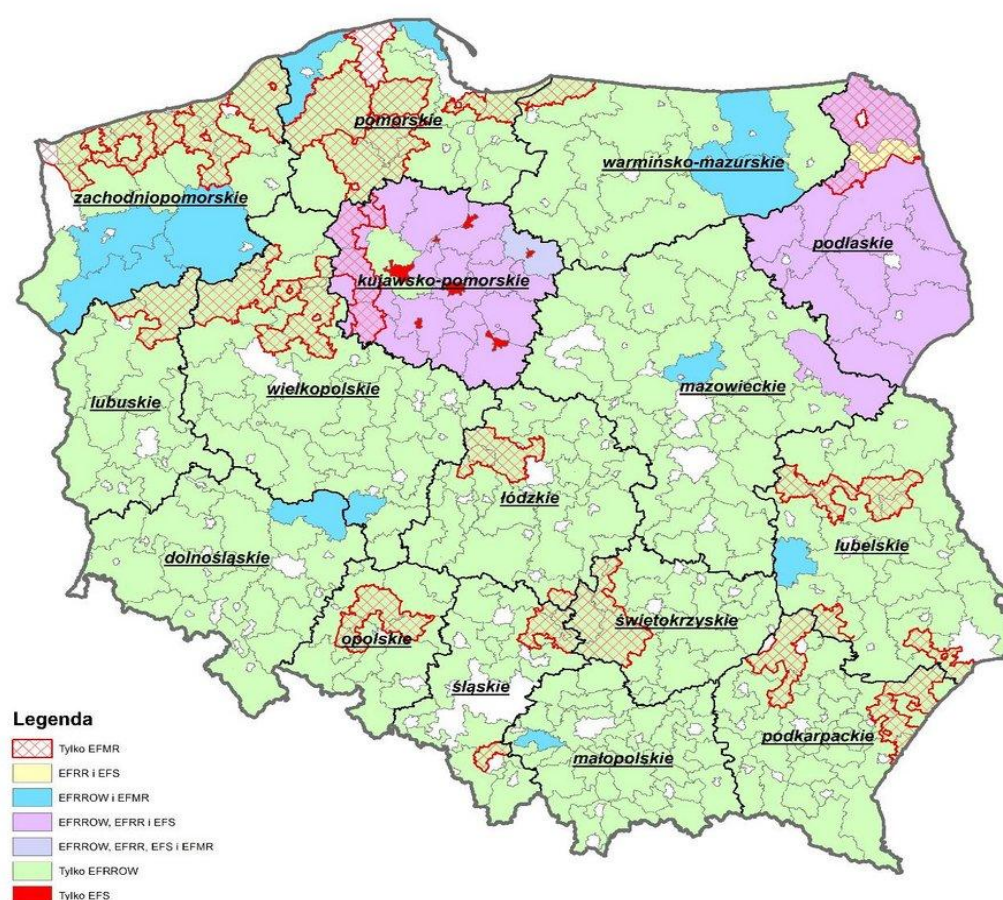 pomorskie
warmińsko-mazurskie
zachodniopomorskie
podlaskie
kujawsko-pomorskie
mazowieckie
wielkopolskie
lubuskie
łódzkie
lubelskie
dolnośląskie
świętokrzyskie
opolskie
śląskie
podkarpackie
małopolskie
Legenda
Tylko EFMR
EFRR i EFS
EFRROW i EFMR
EFRROW, EFRR i EFS
EFRROW, EFRR, EFS i EFMR
Tylko EFRROW
Tylko EFS